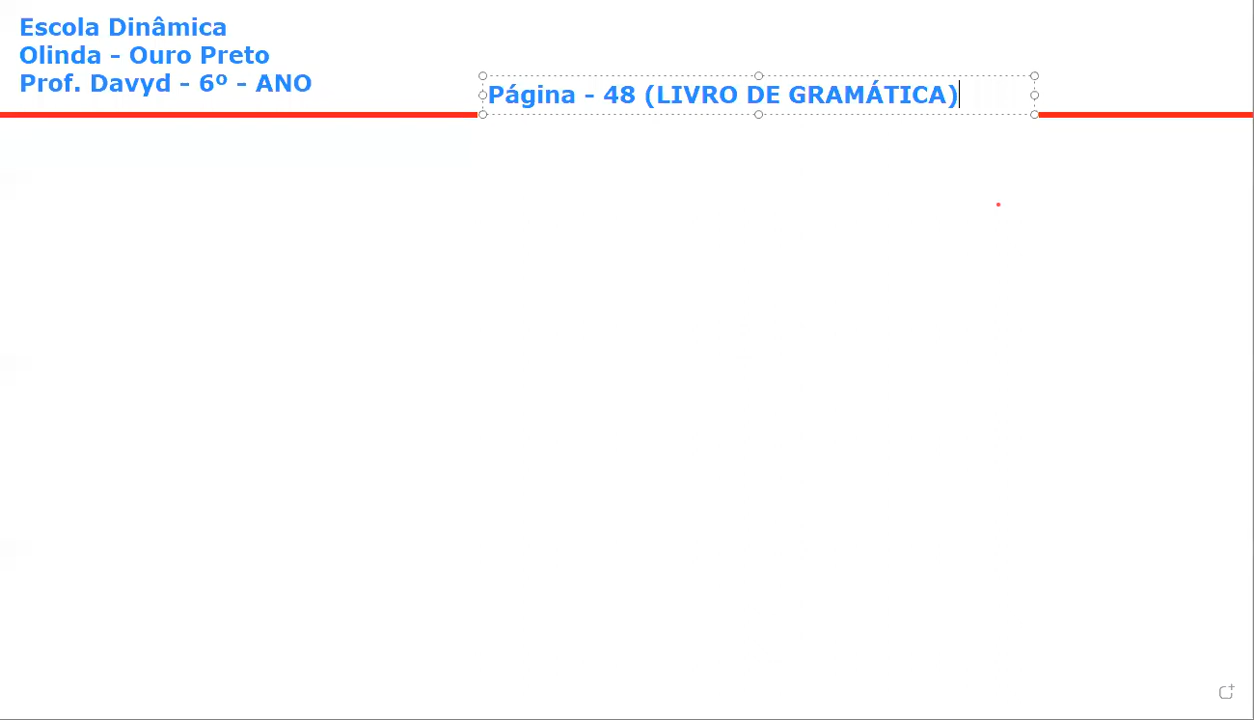 Escola Dinâmica
Olinda - Ouro Preto
Prof. Davyd - 6º - ANO
Página - 48 (LIVRO DE GRAMÁTICA)